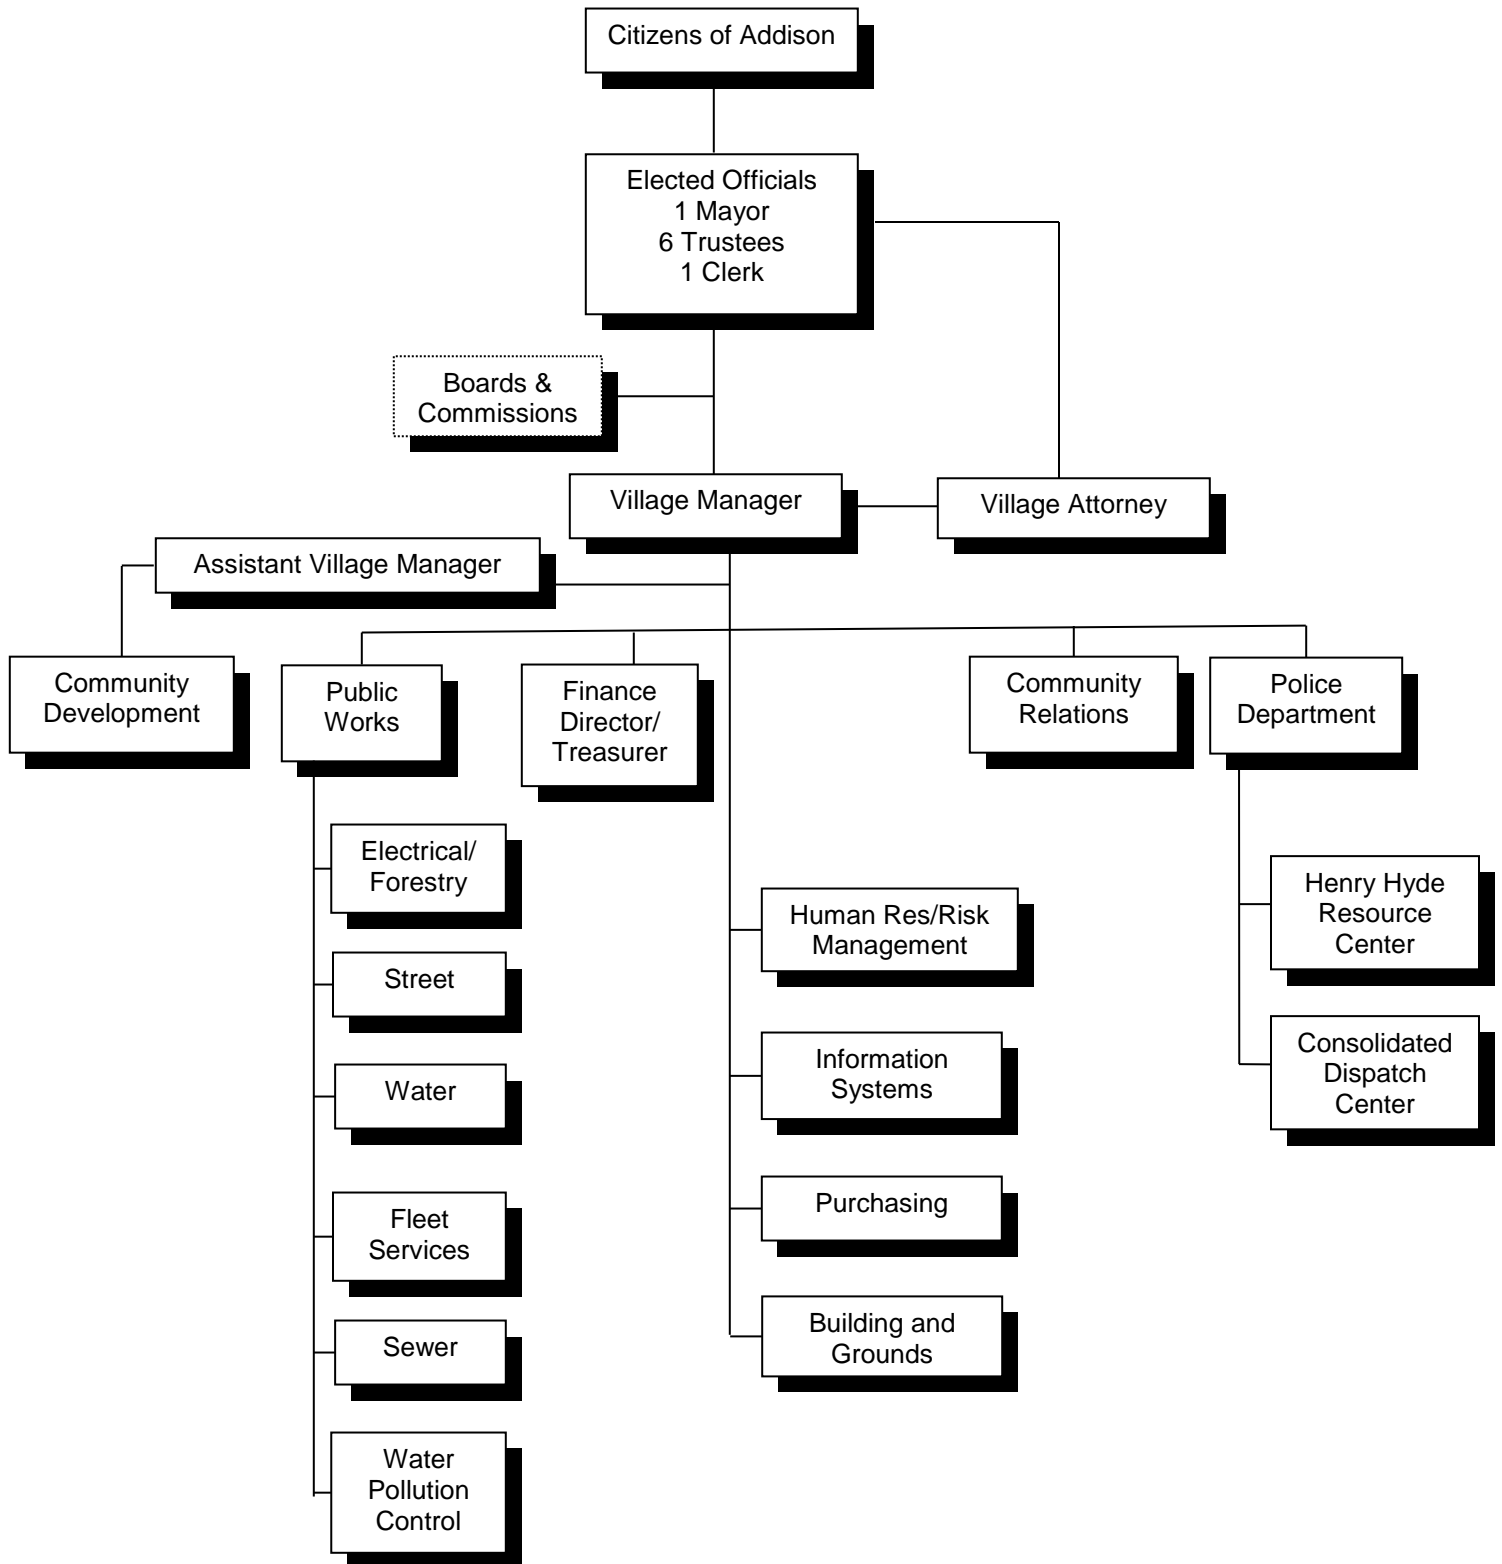 Citizens of Addison
Elected Officials
1 Mayor
6 Trustees
1 Clerk
Boards &
Commissions
Village Manager
Village Attorney
Assistant Village Manager
Community
Development
Public
Works
Finance
Director/
Treasurer
Community
Relations
Police
Department
Electrical/
Forestry
Street
Water
Fleet
Services
Sewer
Water
Pollution
Control
Human Res/Risk
Management
Information
Systems
Purchasing
Building and
Grounds
Henry Hyde
Resource
Center
Consolidated
Dispatch
Center